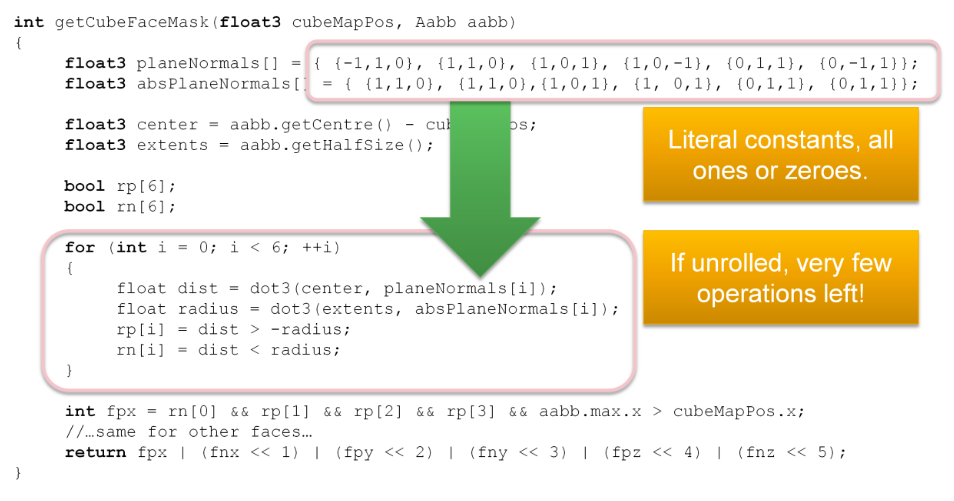 int getCubeFaceMask(float3 cubeMapPos, Aabb aabb)
{
float3 planeNormals[] = { {-1,1,0}, {1,1,0}, {1,0,1}, {1,0,-1}, {0,1,1}, {0,-1,1}};
float3 absPlaneNormals[] = { {1,1,0}, {1,1,0},{1,0,1}, {1, 0,1}, {0,1,1}, {0,1,1}};
float3 center = aabb.getCentre() - cu os;
float3 extents = aabb.getHalfSize();
Literal constants, all
ones or zeroes.
bool rp[6];
bool rn[6];
for (int i = 0; i < 6; ++i)
{
float dist = dot3(center, planeNormals[i]);
float radius = dot3(extents, absPlaneNormals[i]);
rp[i] = dist > -radius;
rn[i] = dist < radius;
}
If unrolled, very few
operations left!
int fpx = rn[0] && rp[1] && rp[2] && rp[3] && aabb.max.x > cubeMapPos.x;
//…same for other faces…
return fpx | (fnx << 1) | (fpy << 2) | (fny << 3) | (fpz << 4) | (fnz << 5);
}